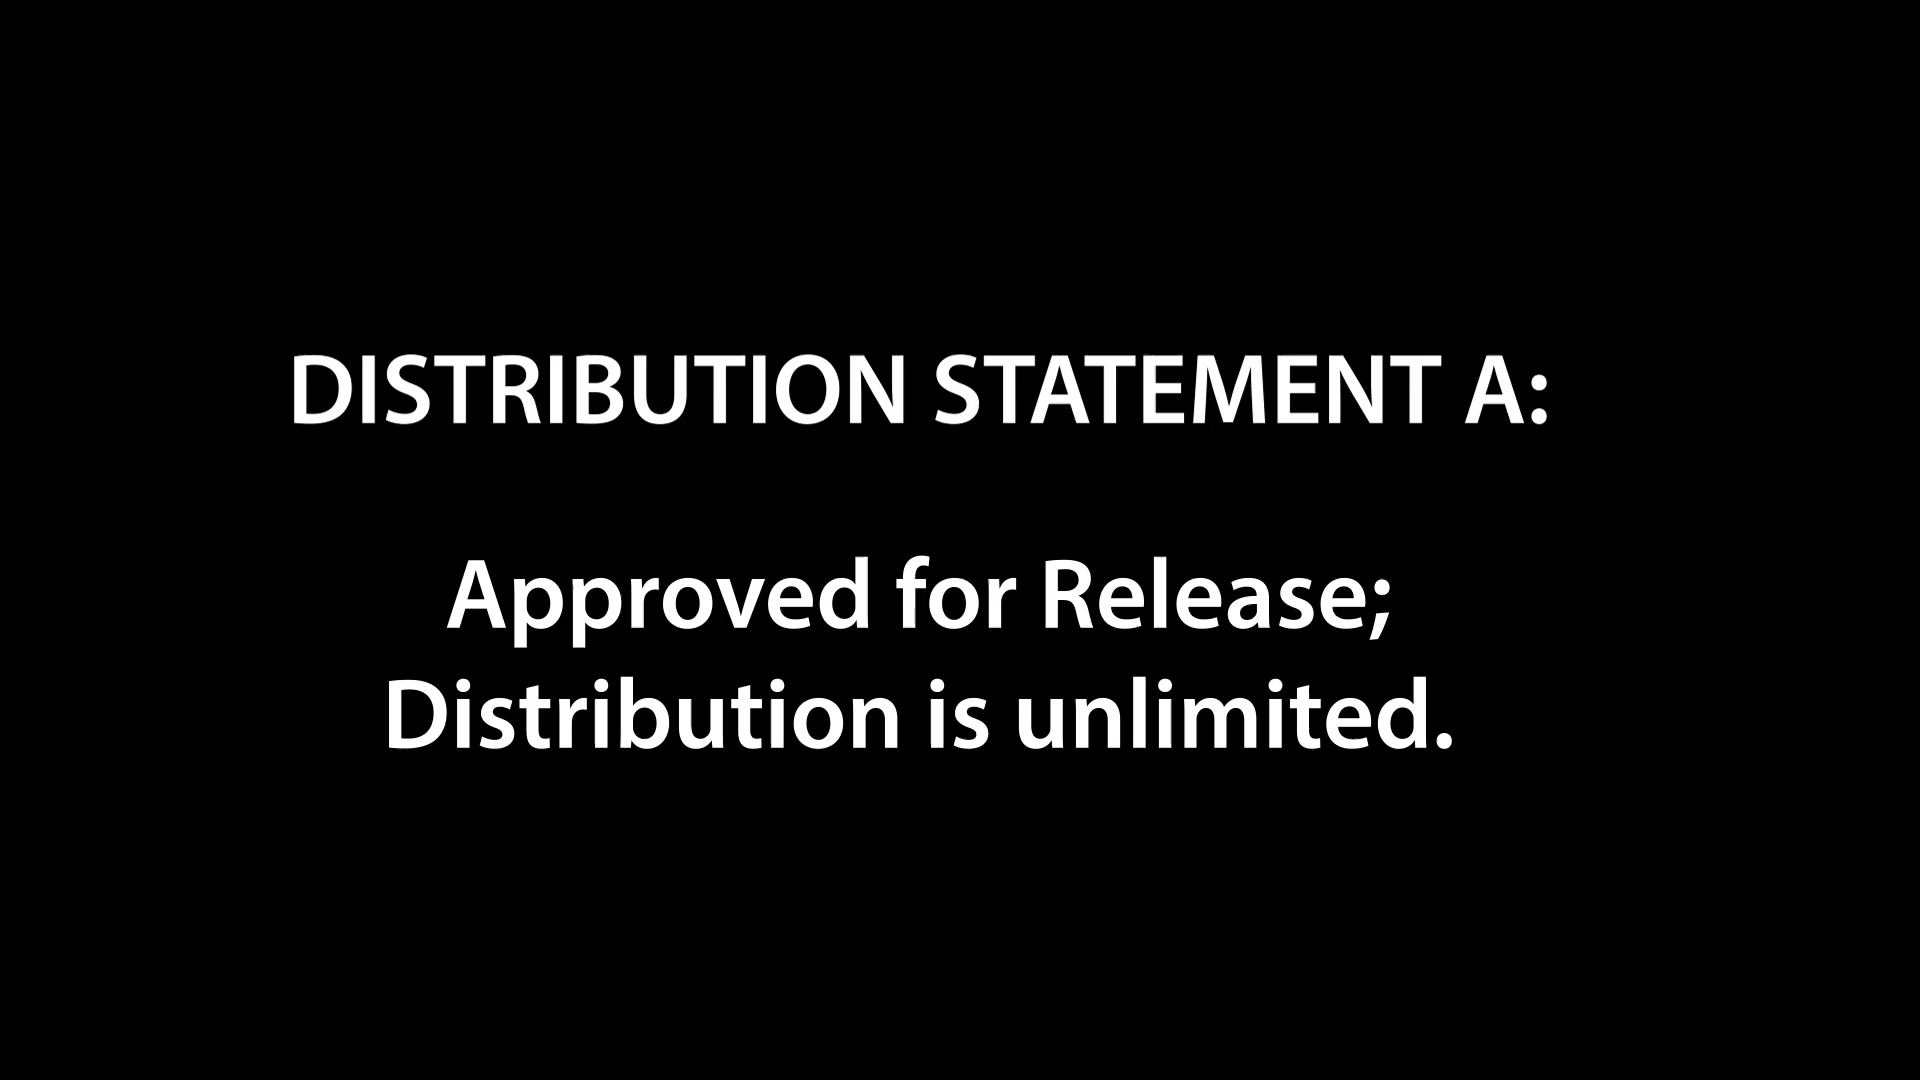 DISTRIBUTION STATEMENT A:
Approved for Release;
Distribution is unlimited.